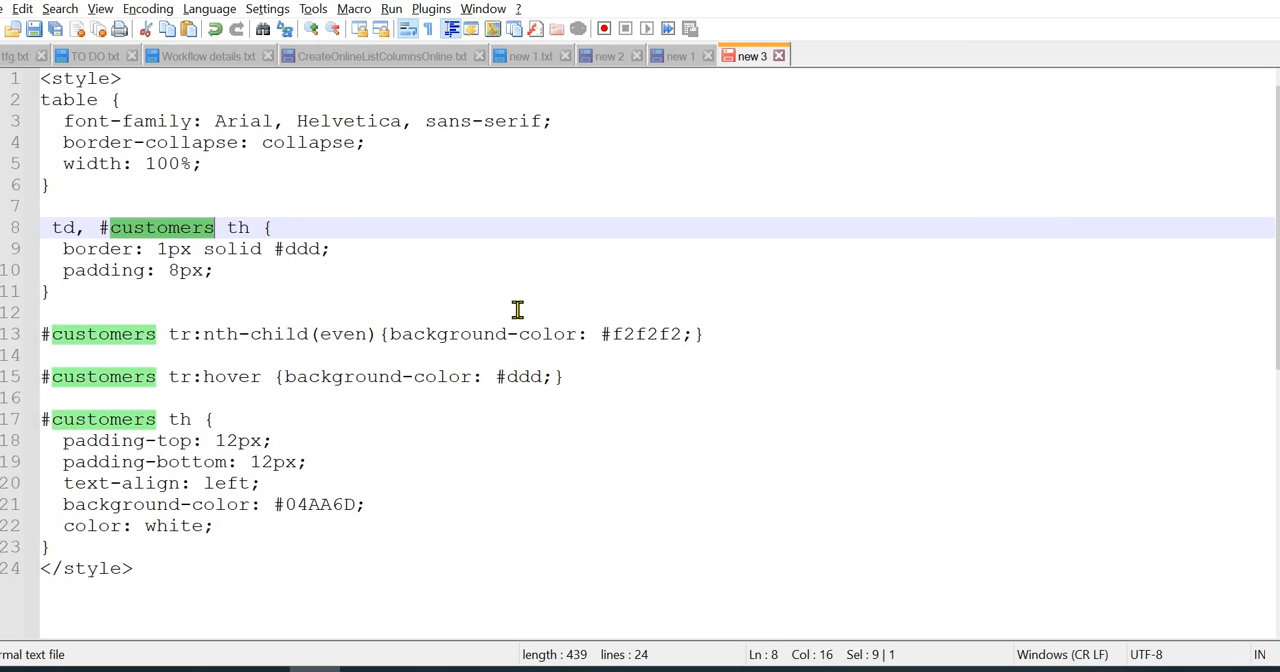 Edit Search View Encoding Language Settings Tools Macro Run Plugins Window ?
tfg.txt TO DO.txt Workflow details.txt CreateOnlineListColumnsOnline.txt new 1.txt new 2 new 1 new 3
1 <style>
2 table {
3 font-family: Arial, Helvetica, sans-serif;
4 border-collapse: collapse;
5 width: 100%;
6 }
7
8 td, #customers th {
9 border: 1px solid #ddd;
10 padding: 8px;
11 }
12
13 #customers tr:nth-child(even){background-color: #f2f2f2;}
14
15 #customers tr:hover {background-color: #ddd;}
16
17 #customers th {
18 padding-top: 12px;
19 padding-bottom: 12px;
20 text-align: left;
21 background-color: #04AA6D;
22 color: white;
23 }
24 </style>
rmal text file length : 439 lines : 24 Ln : 8 Col : 16 Sel : 9 | 1 Windows (CR LF) UTF-8 IN